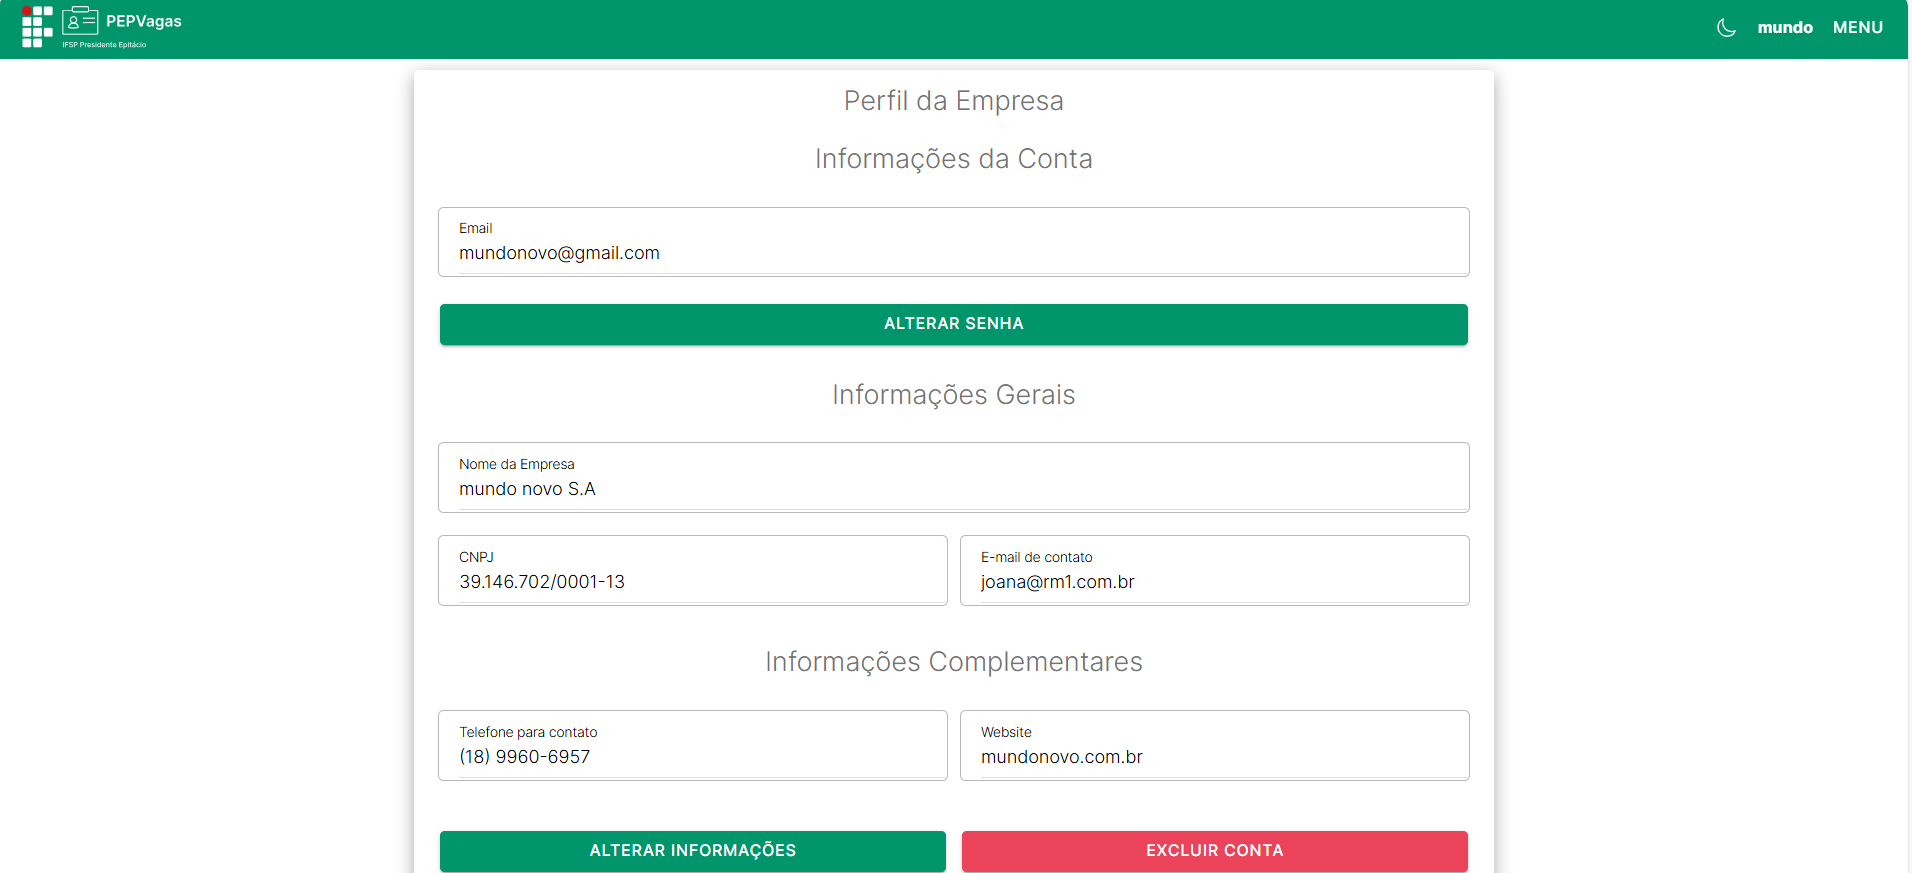 PEPVagas
IFSP Presidente Epitácio
mundo MENU
Perfil da Empresa
Informações da Conta
Email
mundonovo@gmail.com
ALTERAR SENHA
Informações Gerais
Nome da Empresa
mundo novo S.A
CNPJ
39.146.702/0001-13
E-mail de contato
joana@rm1.com.br
Informações Complementares
Telefone para contato
(18) 9960-6957
Website
mundonovo.com.br
ALTERAR INFORMAÇÕES
EXCLUIR CONTA